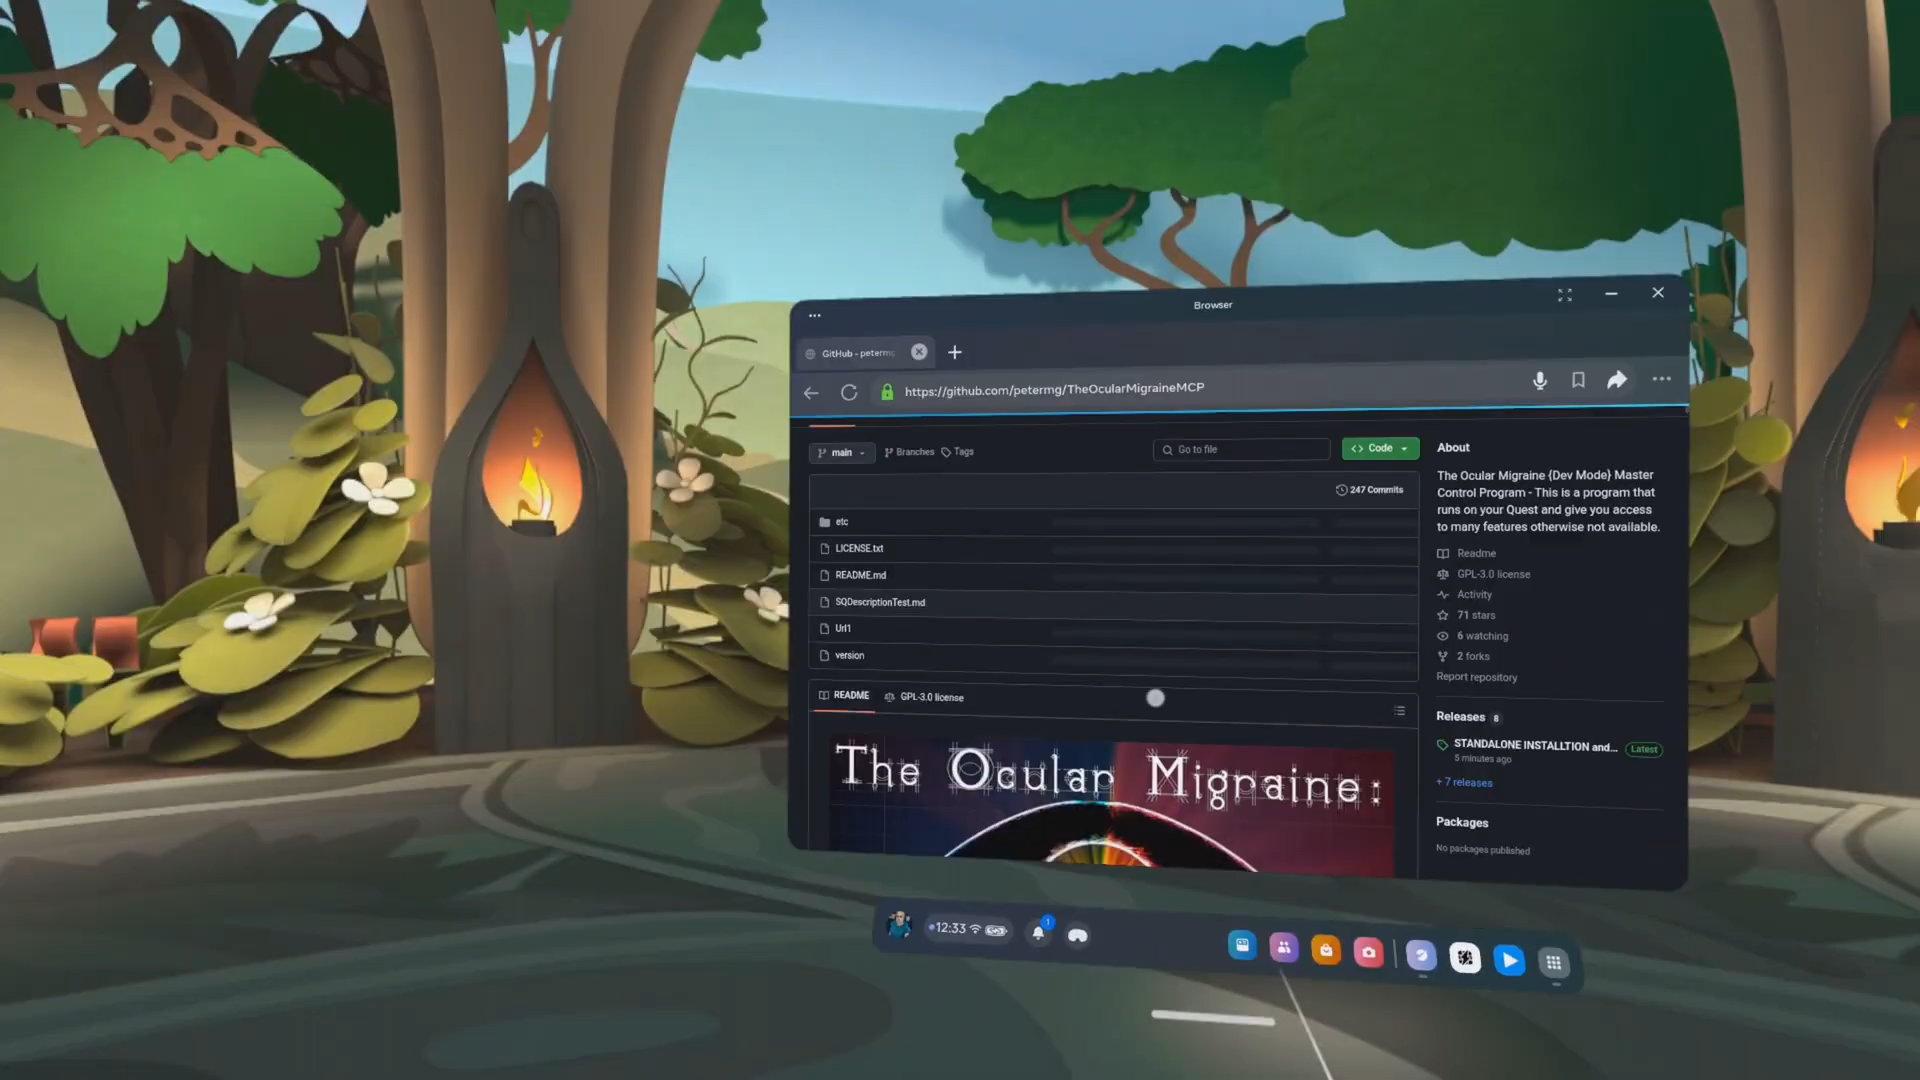 Browser
GitHub - peterm
https://github.com/petermg/TheOcularMigraineMCP
main
Branches
Tags
Go to file
Code
247 Commits
etc
LICENSE.txt
README.md
SQDescriptionTest.md
Url1
version
README
GPL-3.0 license
The Ocular Migraine:
About
The Ocular Migraine {Dev Mode} Master
Control Program - This is a program that
runs on your Quest and give you access
to many features otherwise not available.
Readme
GPL-3.0 license
Activity
71 stars
6 watching
2 forks
Report repository
Releases 8
STANDALONE INSTALLTION and... Latest
5 minutes ago
+ 7 releases
Packages
No packages published
12:33
1